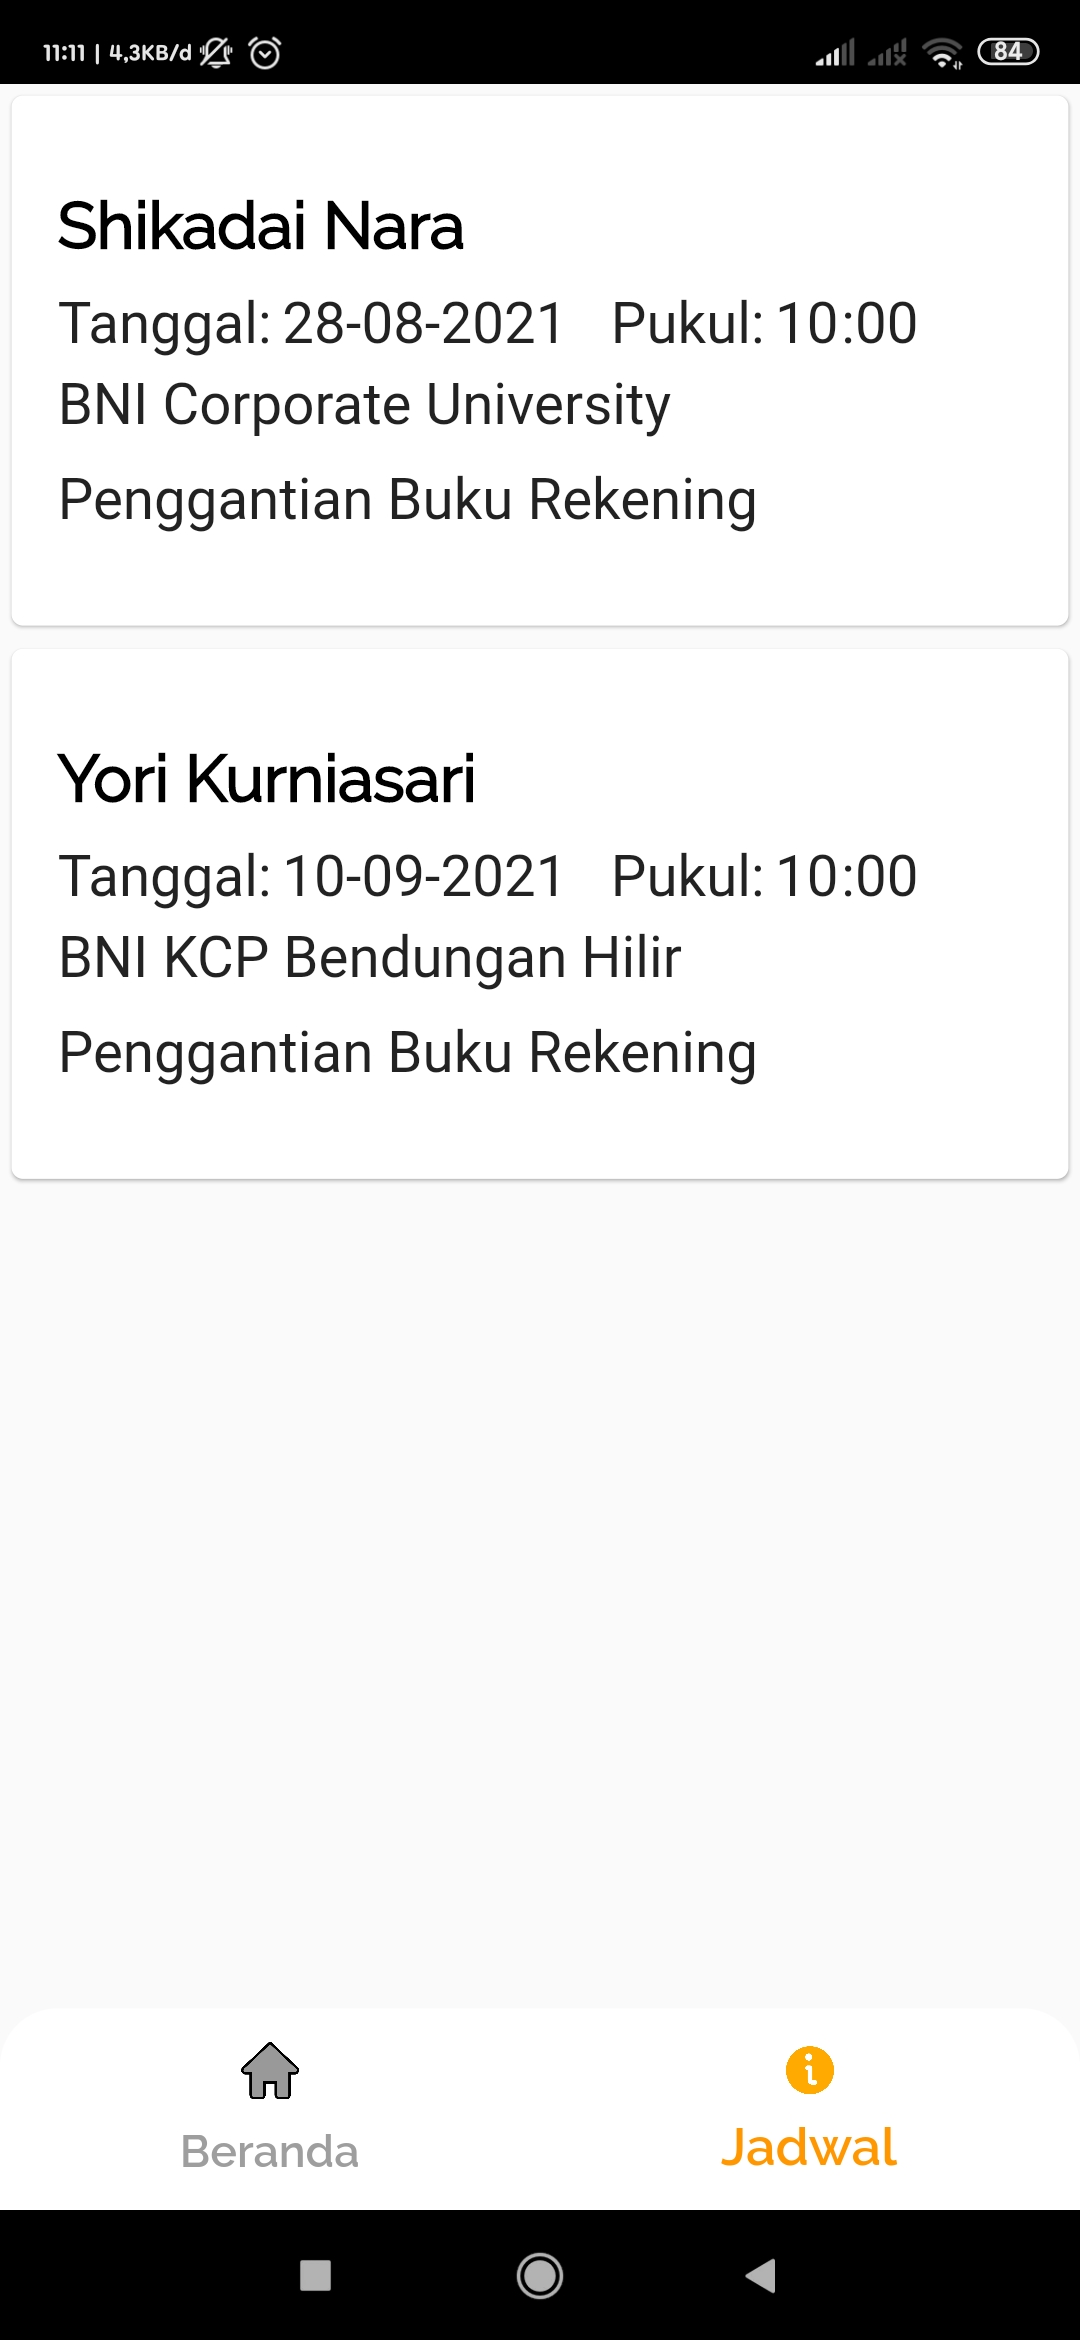 11:11 | 4,3KB/d
84
Shikadai Nara
Tanggal: 28-08-2021 Pukul: 10:00
BNI Corporate University
Penggantian Buku Rekening
Yori Kurniasari
Tanggal: 10-09-2021 Pukul: 10:00
BNI KCP Bendungan Hilir
Penggantian Buku Rekening
Beranda
Jadwal